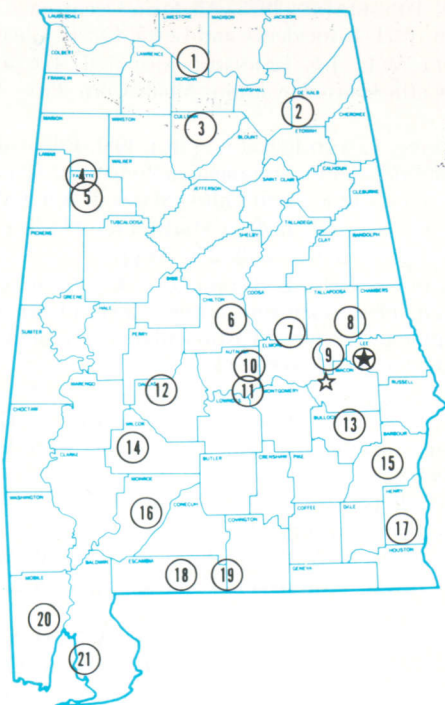 LAUDERDALE
LIMESTONE
MADISON
JACKSON
COLBERT
LAWRENCE
1
FRANKLIN
MORGAN
MARSHALL
DE KALB
2
CHEROKEE
MARION
WINSTON
CULLMAN
3
BLOUNT
ETOWAH
LAMAR
WALKER
4
FAYETTE
5
JEFFERSON
SAINT CLAIR
CALHOUN
CLEBURNE
TUSCALOOSA
TALLADEGA
PICKENS
SHELBY
CLAY
RANDOLPH
BIBB
GREENE
HALE
CHILTON
COOSA
TALLAPOOSA
CHAMBERS
SUMTER
PERRY
6
7
8
ELMORE
9
LEE
AUTAUGA
10
MACON
MARENGO
12
11
MONTGOMERY
RUSSELL
CHOCTAW
WILCOX
BULLOCK
13
BARBOUR
CLARKE
14
BUTLER
CRENSHAW
PIKE
15
MONROE
HENRY
WASHINGTON
16
CONECUH
COFFEE
DALE
17
COVINGTON
HOUSTON
BALDWIN
ESCAMBIA
18
19
GENEVA
MOBILE
20
21